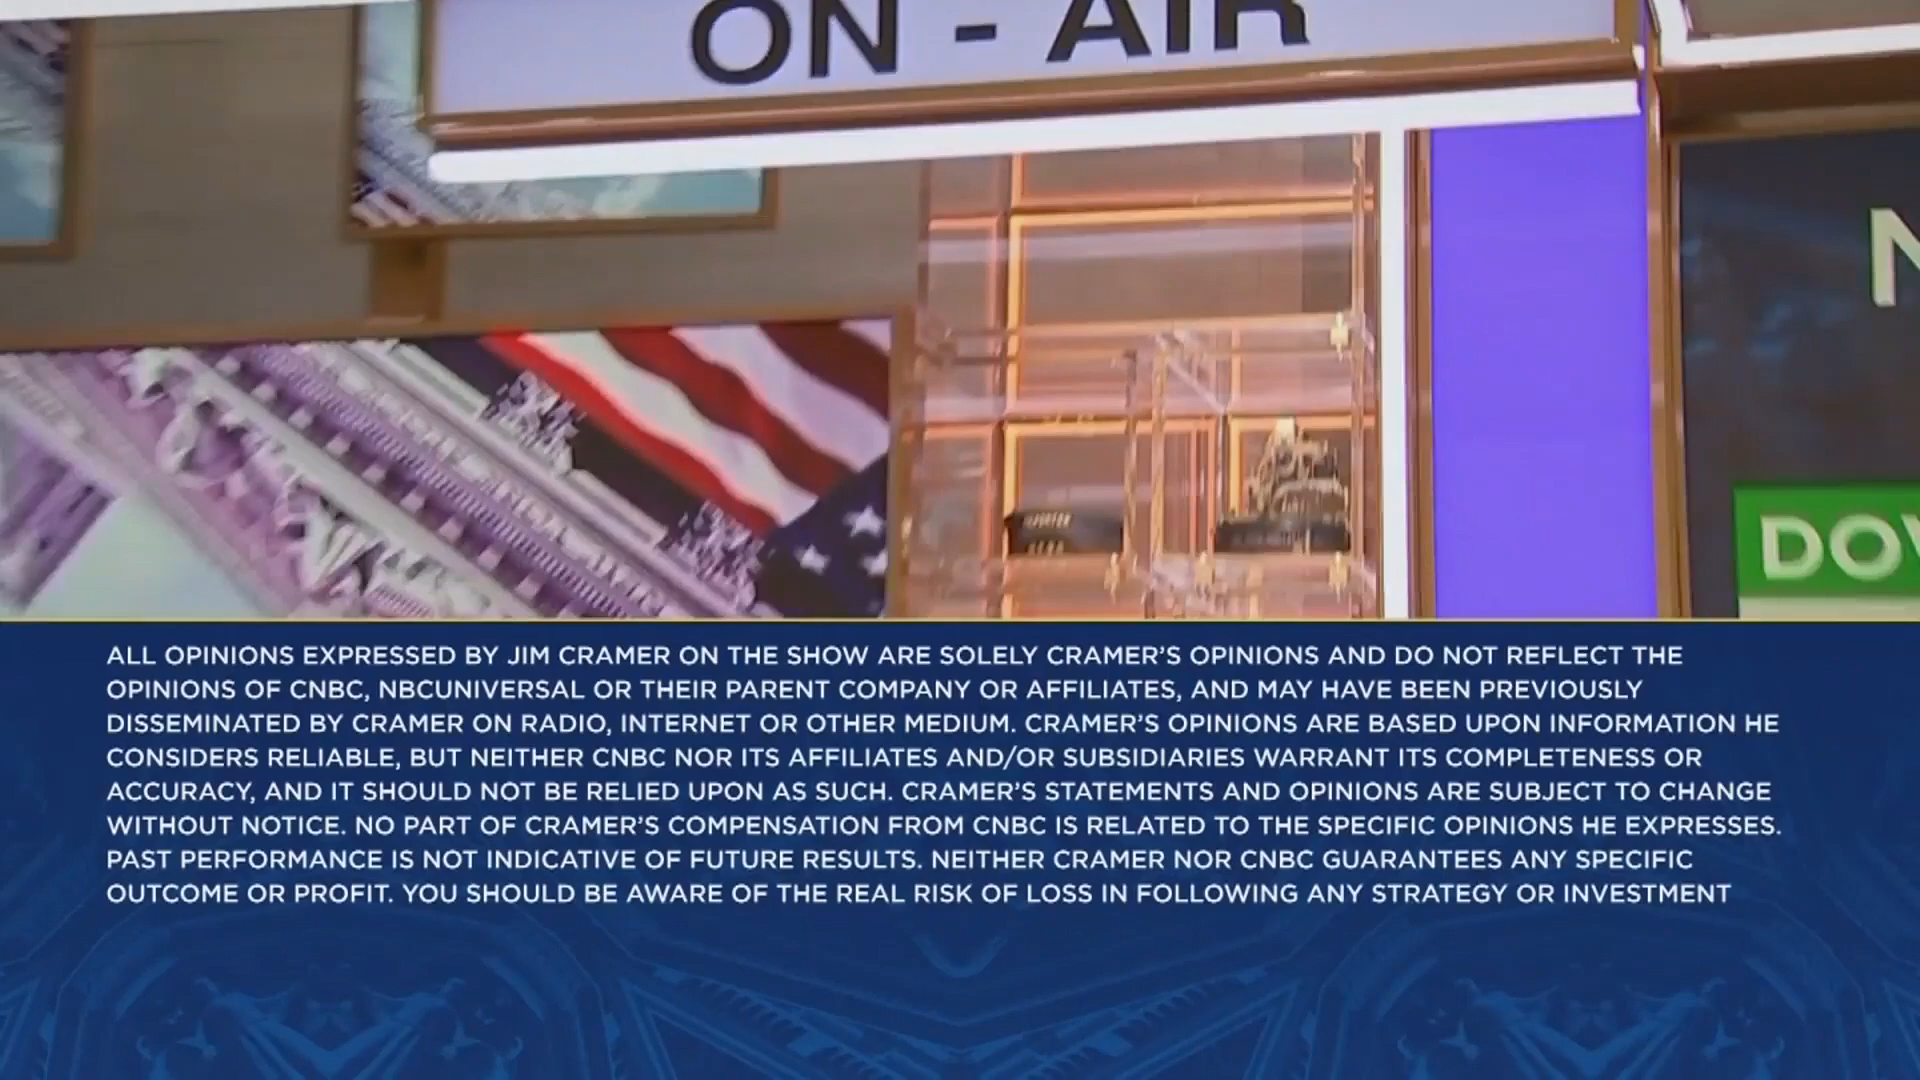 ON - AIR
N
DOW
ALL OPINIONS EXPRESSED BY JIM CRAMER ON THE SHOW ARE SOLELY CRAMER'S OPINIONS AND DO NOT REFLECT THE
OPINIONS OF CNBC, NBCUNIVERSAL OR THEIR PARENT COMPANY OR AFFILIATES, AND MAY HAVE BEEN PREVIOUSLY
DISSEMINATED BY CRAMER ON RADIO, INTERNET OR OTHER MEDIUM. CRAMER'S OPINIONS ARE BASED UPON INFORMATION HE
CONSIDERS RELIABLE, BUT NEITHER CNBC NOR ITS AFFILIATES AND/OR SUBSIDIARIES WARRANT ITS COMPLETENESS OR
ACCURACY, AND IT SHOULD NOT BE RELIED UPON AS SUCH. CRAMER'S STATEMENTS AND OPINIONS ARE SUBJECT TO CHANGE
WITHOUT NOTICE. NO PART OF CRAMER'S COMPENSATION FROM CNBC IS RELATED TO THE SPECIFIC OPINIONS HE EXPRESSES.
PAST PERFORMANCE IS NOT INDICATIVE OF FUTURE RESULTS. NEITHER CRAMER NOR CNBC GUARANTEES ANY SPECIFIC
OUTCOME OR PROFIT. YOU SHOULD BE AWARE OF THE REAL RISK OF LOSS IN FOLLOWING ANY STRATEGY OR INVESTMENT